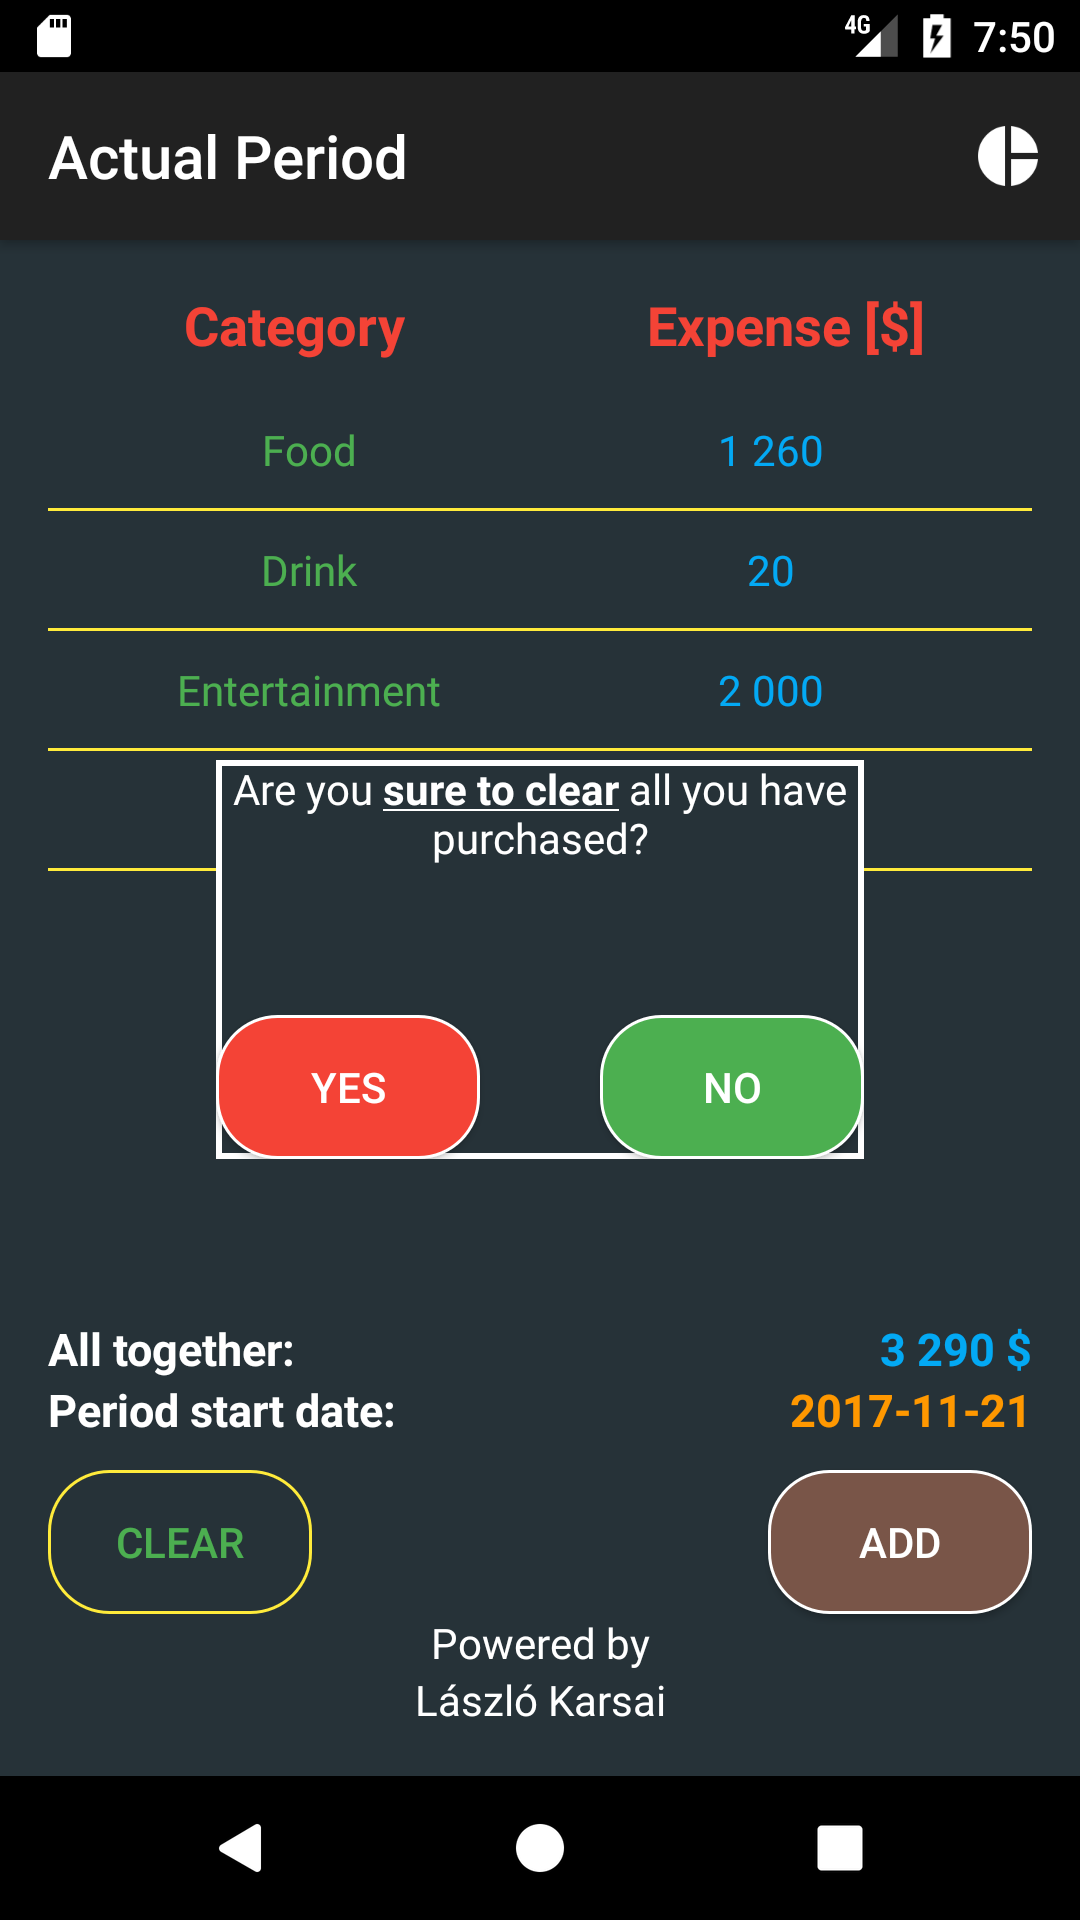 4G 7:50
Actual Period
Category Expense [$]
Food 1 260
Drink 20
Entertainment 2 000
Are you sure to clear all you have
purchased?
YES NO
All together: 3 290 $
Period start date: 2017-11-21
CLEAR ADD
Powered by
László Karsai